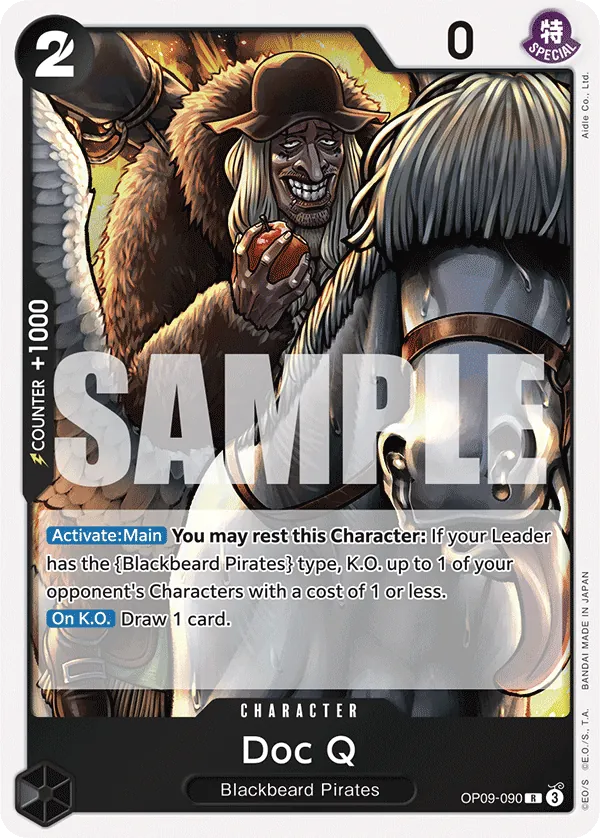 2
0
特
SPECIAL
Aidle Co., Ltd.
COUNTER +1000
SAMPLE
Activate:Main You may rest this Character: If your Leader
has the {Blackbeard Pirates} type, K.O. up to 1 of your
opponent's Characters with a cost of 1 or less.
On K.O. Draw 1 card.
CHARACTER
Doc Q
Blackbeard Pirates
OP09-090 R 3
©E.O/S ©E.O./S., T.A. BANDAI MADE IN JAPAN